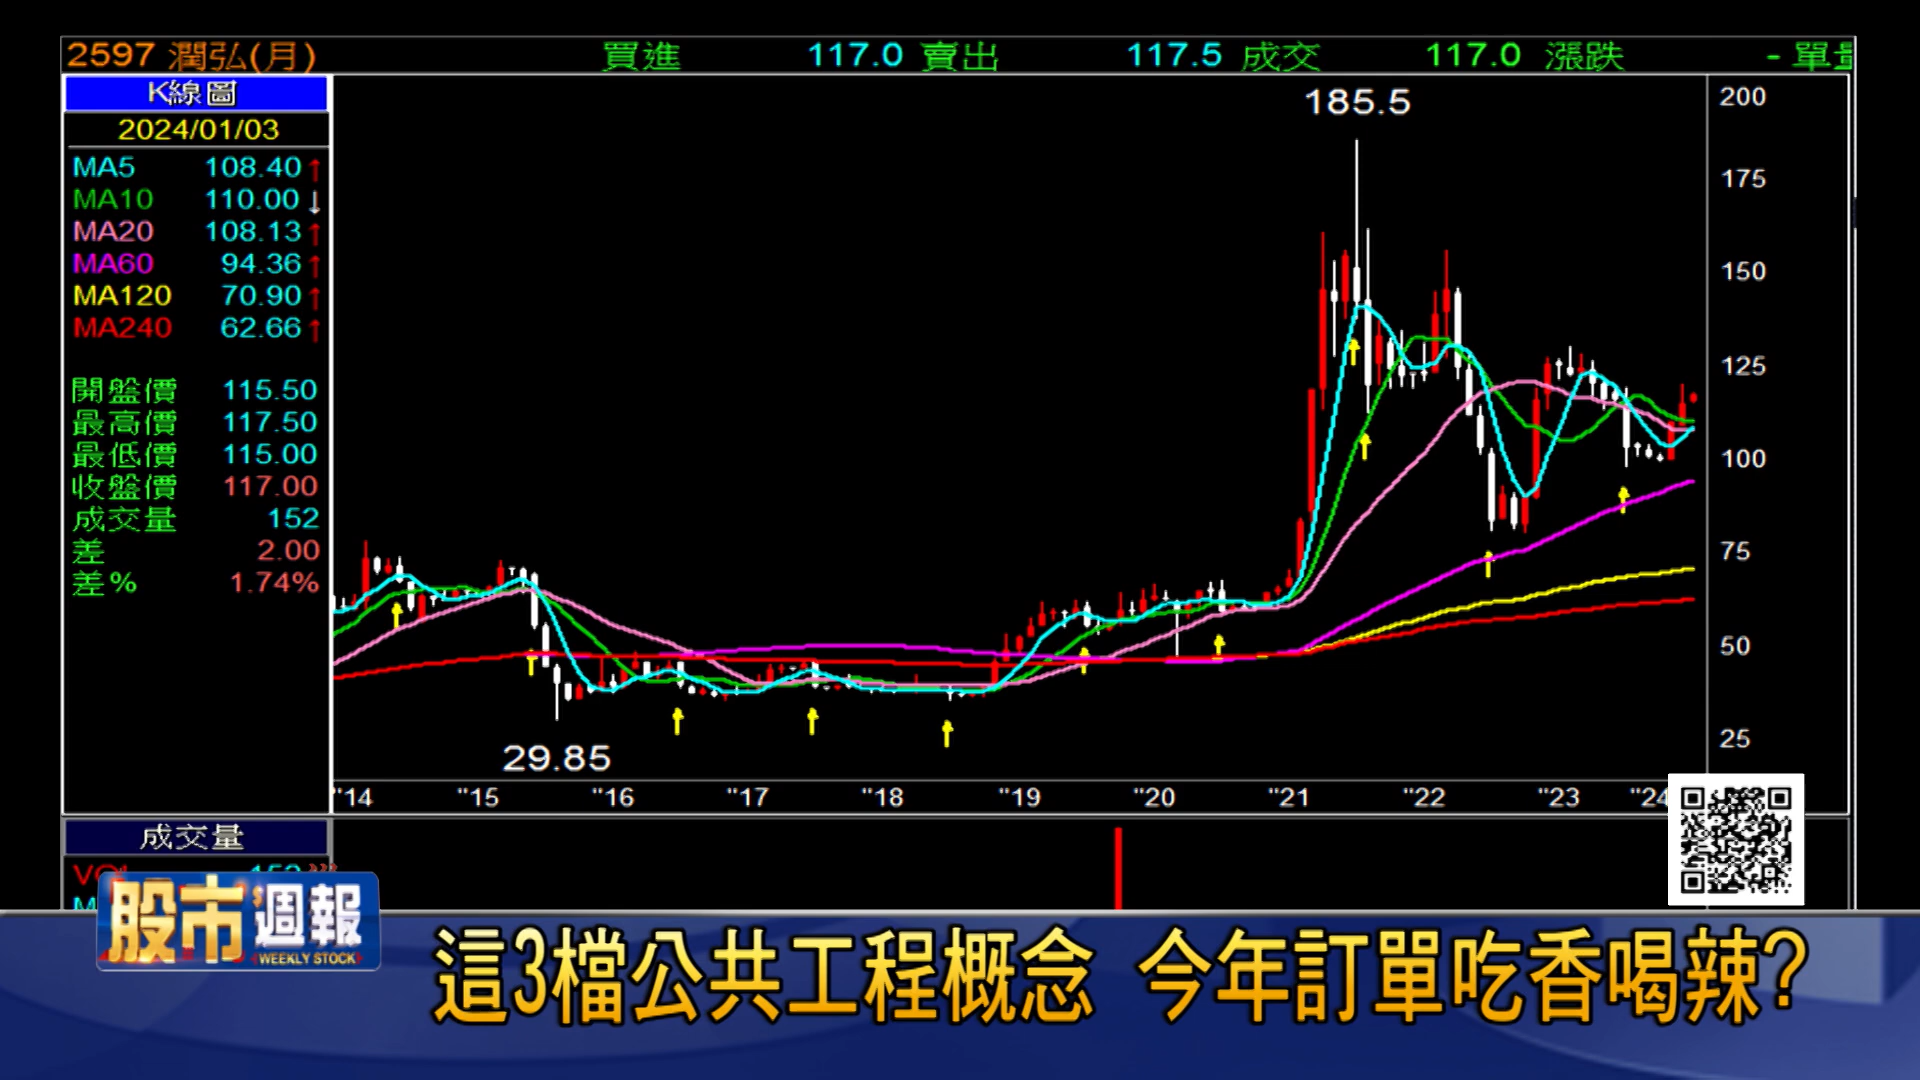 2597 潤弘(月) 買進 117.0 賣出 117.5 成交 117.0 漲跌 - 單
K線圖
2024/01/03
MA5 108.40↑
MA10 110.00↓
MA20 108.13↑
MA60 94.36↑
MA120 70.90↑
MA240 62.66↑
開盤價 115.50
最高價 117.50
最低價 115.00
收盤價 117.00
成交量 152
差 2.00
差% 1.74%
185.5
29.85
200
175
150
125
100
75
50
25
"14 "15 "16 "17 "18 "19 "20 "21 "22 "23 "24
成交量
股市週報
WEEKLY STOCK
這3檔公共工程概念 今年訂單吃香喝辣?